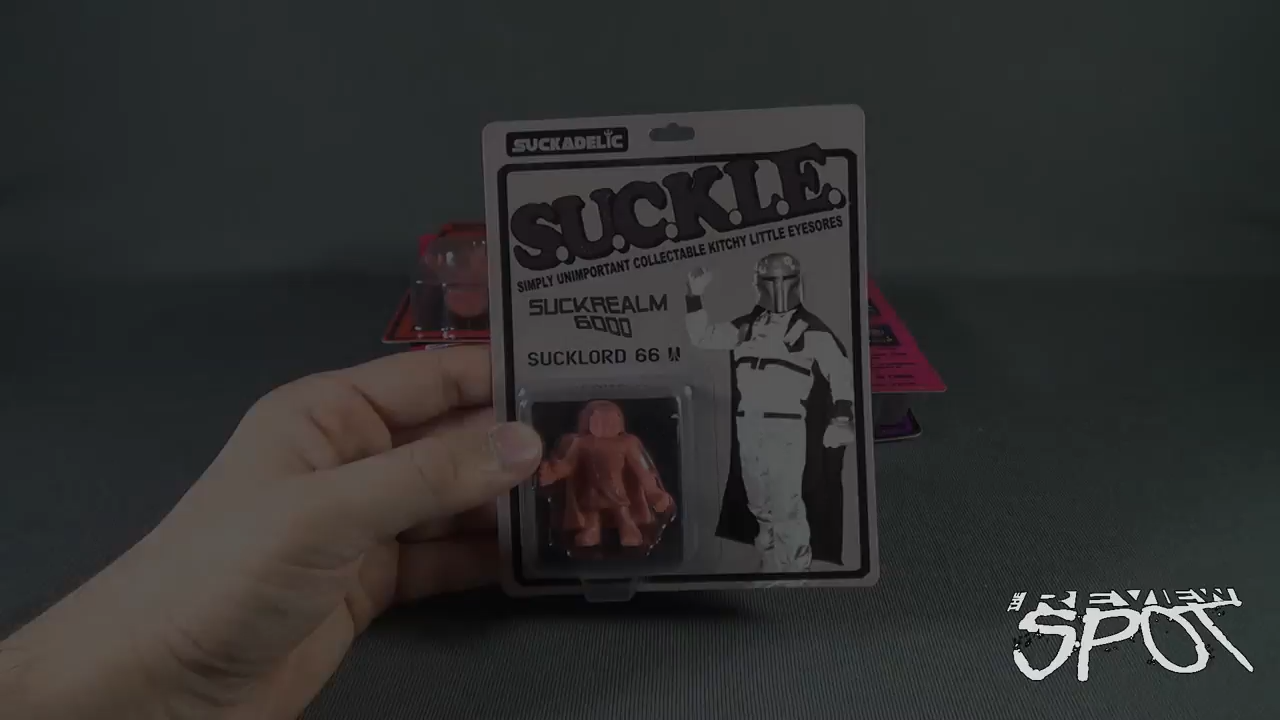 SUCKADELIC
S.U.C.K.L.E.
SIMPLY UNIMPORTANT COLLECTABLE KITCHY LITTLE EYESORES
SUCKREALM
6000
SUCKLORD 66
THE REVIEW
SPOT